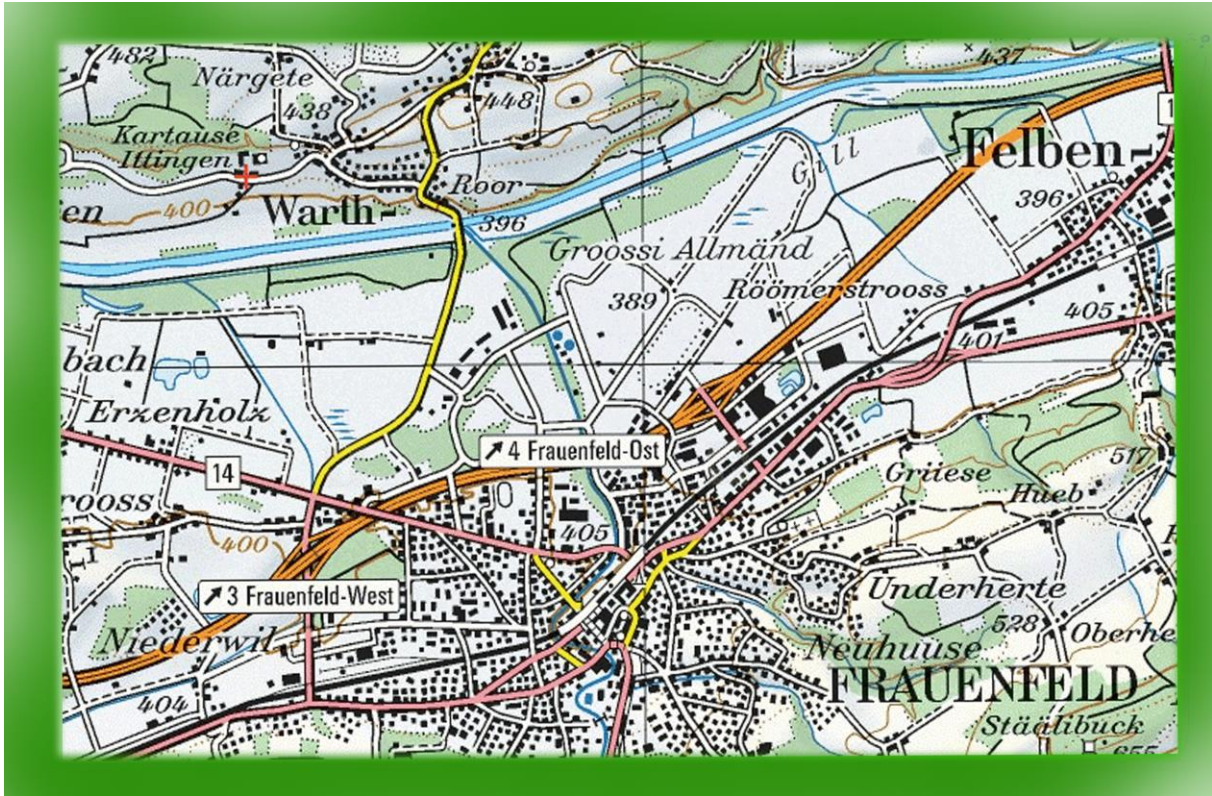 482
437
Närgete
448
438
Kartause
Ittingen
Felben-
Gill
Roor
396
en
400
Warth-
396
Groossi Allmänd
389
Röömerstrooss
405
401
bach
Erzenholz
4 Frauenfeld-Ost
14
517
Grüese
Hueb
rooss
405
400
3 Frauenfeld-West
Underherte
528
Oberhe
Niederwil
Neuhuuse
FRAUENFELD
404
Stäälibuck